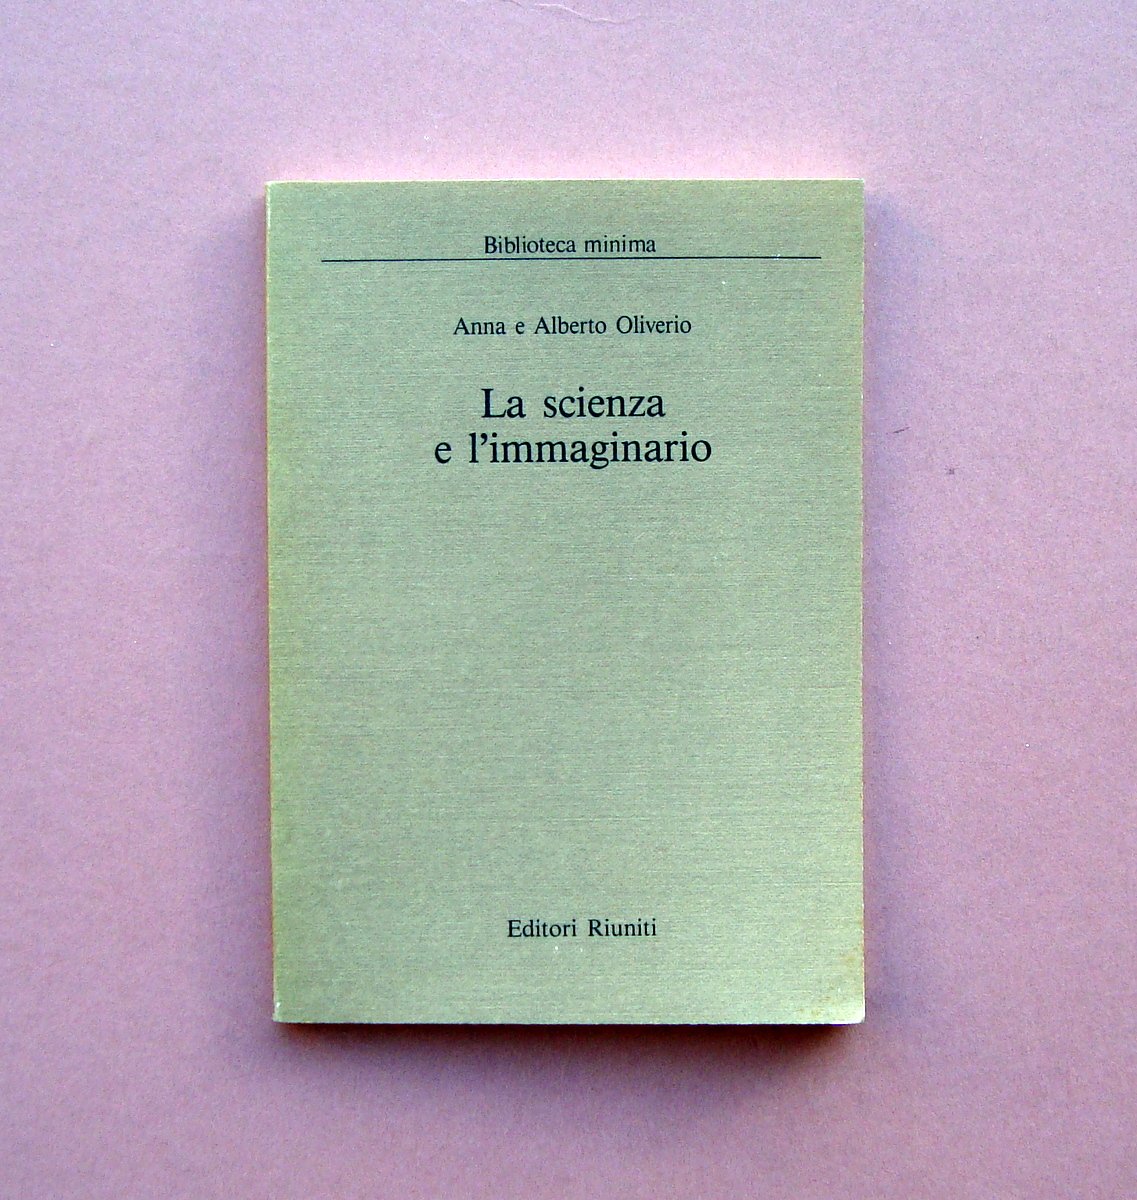 Biblioteca minima
Anna e Alberto Oliverio
La scienza
e l'immaginario
Editori Riuniti